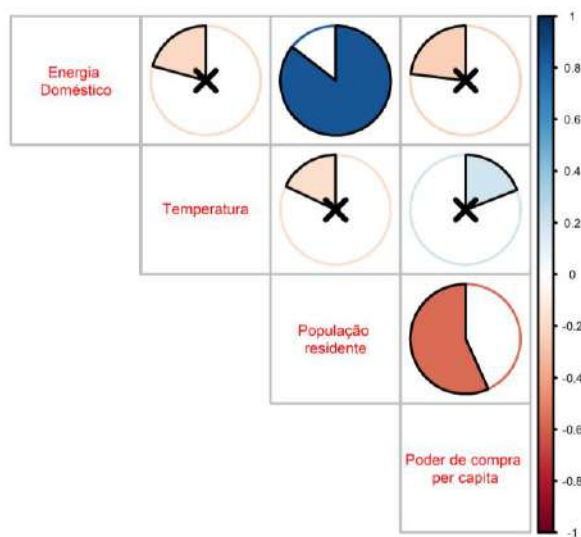 Energia
Doméstico
Temperatura
População
residente
Poder de compra
per capita
1
0.8
0.6
0.4
0.2
0
-0.2
-0.4
-0.6
-0.8
-1